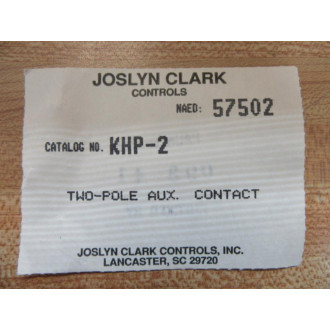 JOSLYN CLARK
CONTROLS
NAED: 57502
CATALOG NO. KHP-2
TWO-POLE AUX. CONTACT
JOSLYN CLARK CONTROLS, INC.
LANCASTER, SC 29720